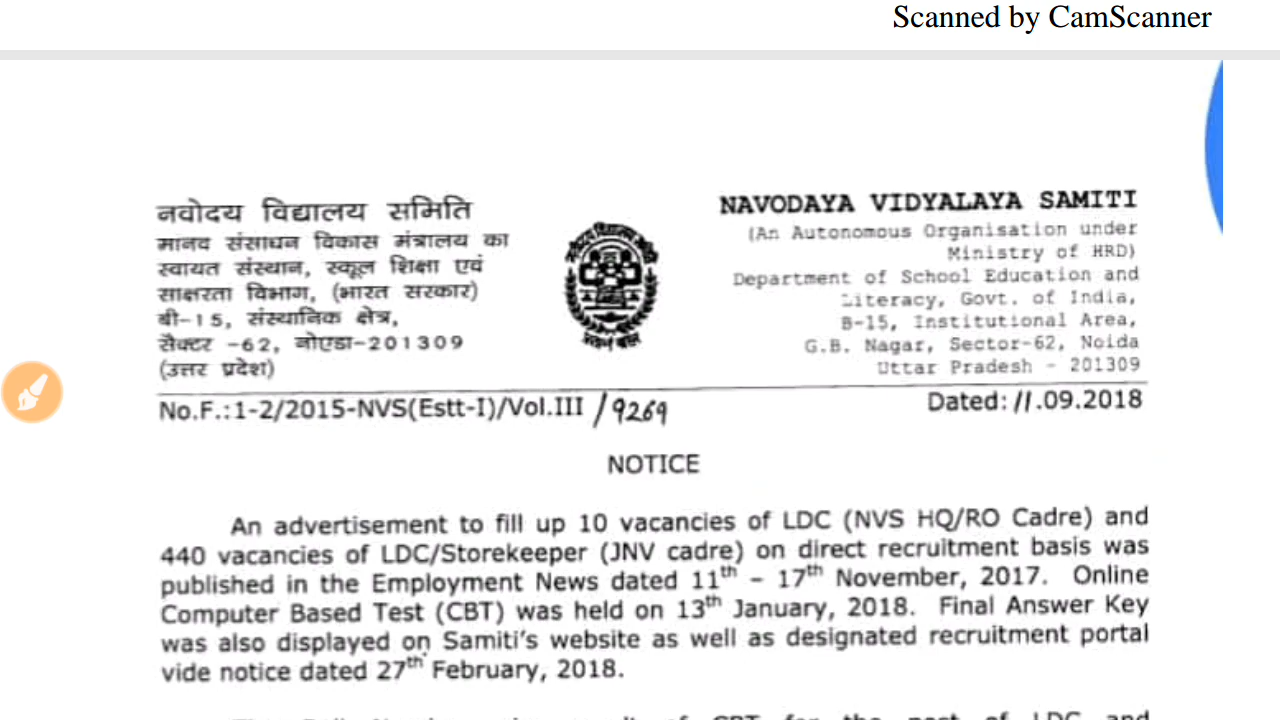 Scanned by CamScanner
नवोदय विद्यालय समिति
मानव संसाधन विकास मंत्रालय का
स्वायत संस्थान, स्कूल शिक्षा एवं
साक्षरता विभाग, (भारत सरकार)
बी-15, संस्थानिक क्षेत्र,
सैक्टर -62, नोएडा-201309
(उत्तर प्रदेश)
NAVODAYA VIDYALAYA SAMITI
(An Autonomous Organisation under
Ministry of HRD)
Department of School Education and
Literacy, Govt. of India,
B-15, Institutional Area,
G.B. Nagar, Sector-62, Noida
Uttar Pradesh - 201309
No.F.:1-2/2015-NVS(Estt-I)/Vol.III /9269
Dated: 11.09.2018
NOTICE
An advertisement to fill up 10 vacancies of LDC (NVS HQ/RO Cadre) and
440 vacancies of LDC/Storekeeper (JNV cadre) on direct recruitment basis was
published in the Employment News dated 11th – 17th November, 2017. Online
Computer Based Test (CBT) was held on 13th January, 2018. Final Answer Key
was also displayed on Samiti's website as well as designated recruitment portal
vide notice dated 27th February, 2018.